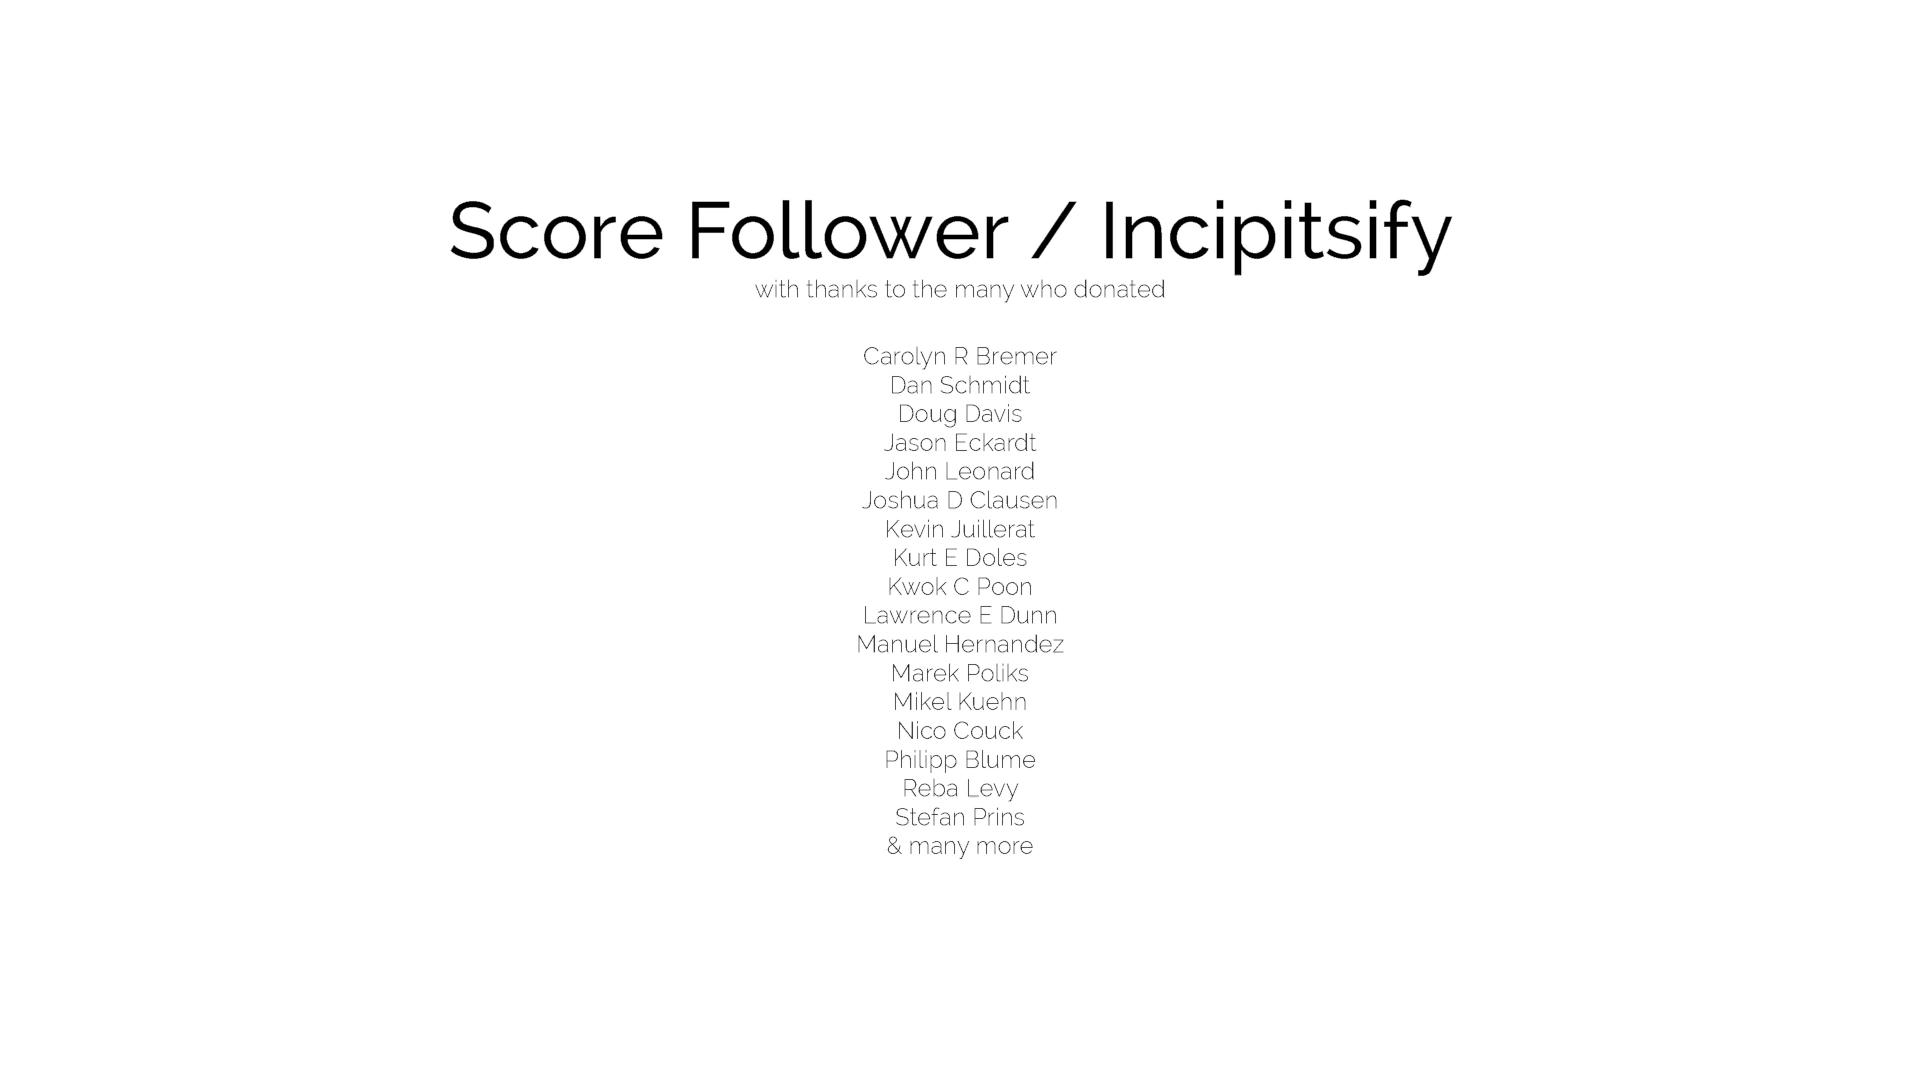 Score Follower / Incipitsify
with thanks to the many who donated
Carolyn R Bremer
Dan Schmidt
Doug Davis
Jason Eckardt
John Leonard
Joshua D Clausen
Kevin Juillerat
Kurt E Doles
Kwok C Poon
Lawrence E Dunn
Manuel Hernandez
Marek Poliks
Mikel Kuehn
Nico Couck
Philipp Blume
Reba Levy
Stefan Prins
& many more